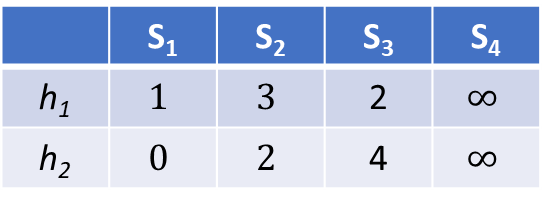 S₁ S₂ S₃ S₄
h₁ 1 3 2 ∞
h₂ 0 2 4 ∞